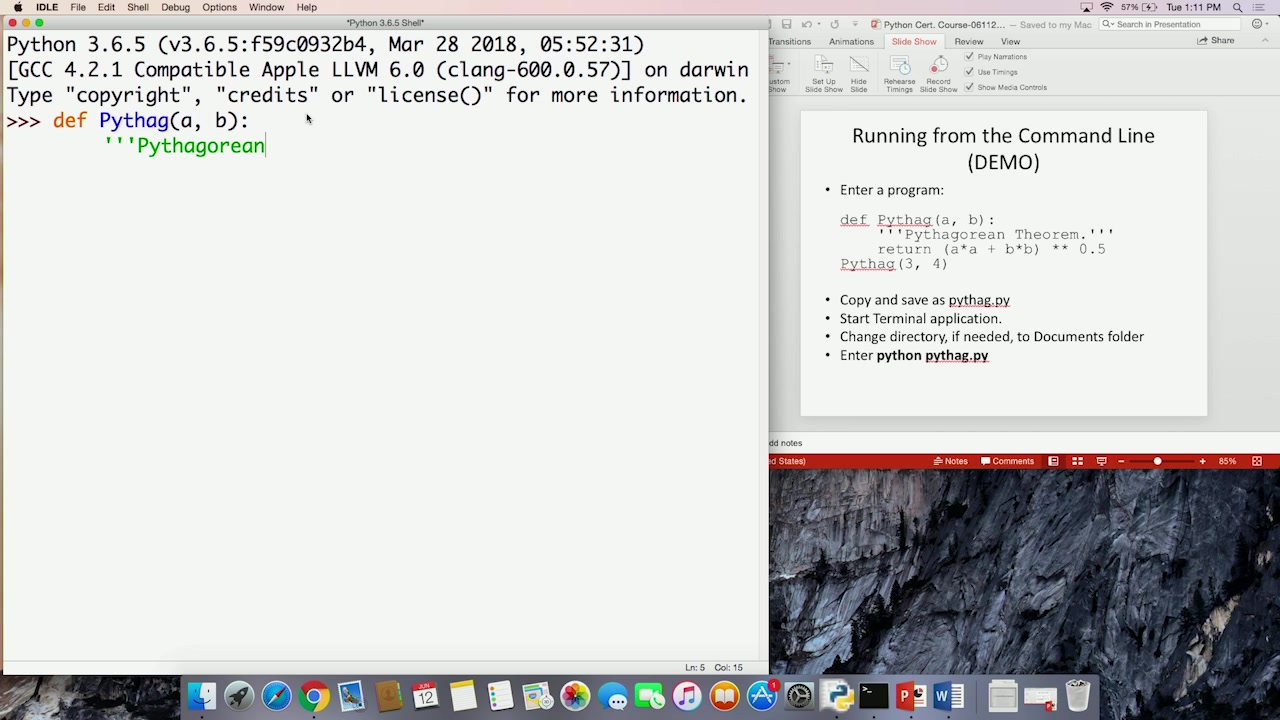 IDLE File Edit Shell Debug Options Window Help
57% Tue 1:11 PM
*Python 3.6.5 Shell*
Python 3.6.5 (v3.6.5:f59c0932b4, Mar 28 2018, 05:52:31)
[GCC 4.2.1 Compatible Apple LLVM 6.0 (clang-600.0.57)] on darwin
Type "copyright", "credits" or "license()" for more information.
>>> def Pythag(a, b):
'''Pythagorean
Ln: 5 Col: 15
Python Cert. Course-06112... — Saved to my Mac
Search in Presentation
Transitions Animations Slide Show Review View
Share
Set Up Slide Show
Hide Slide
Rehearse Timings
Record Slide Show
Play Narrations
Use Timings
Show Media Controls
Running from the Command Line
(DEMO)
• Enter a program:
def Pythag(a, b):
'''Pythagorean Theorem.'''
return (a*a + b*b) ** 0.5
Pythag(3, 4)
• Copy and save as pythag.py
• Start Terminal application.
• Change directory, if needed, to Documents folder
• Enter python pythag.py
dd notes
d States)
Notes Comments
85%
JUN
12
1